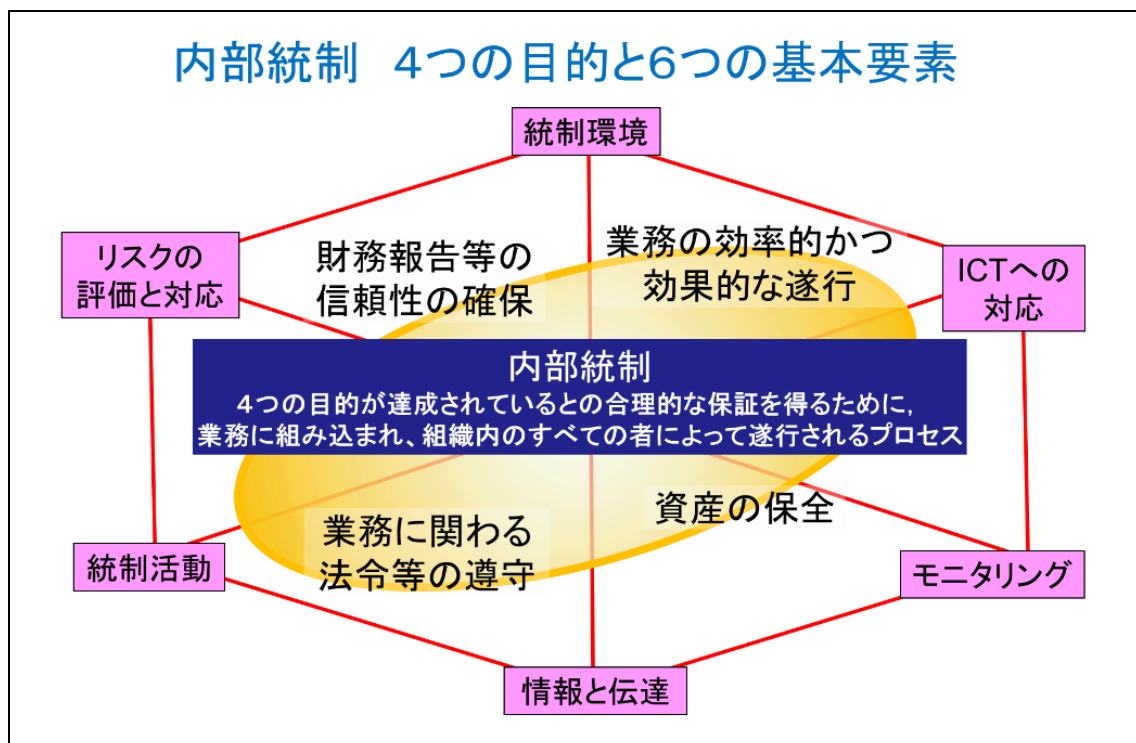 内部統制　４つの目的と６つの基本要素
統制環境
リスクの
評価と対応
財務報告等の
信頼性の確保
業務の効率的かつ
効果的な遂行
ICTへの
対応
内部統制
４つの目的が達成されているとの合理的な保証を得るために,
業務に組み込まれ、組織内のすべての者によって遂行されるプロセス
統制活動
業務に関わる
法令等の遵守
資産の保全
モニタリング
情報と伝達